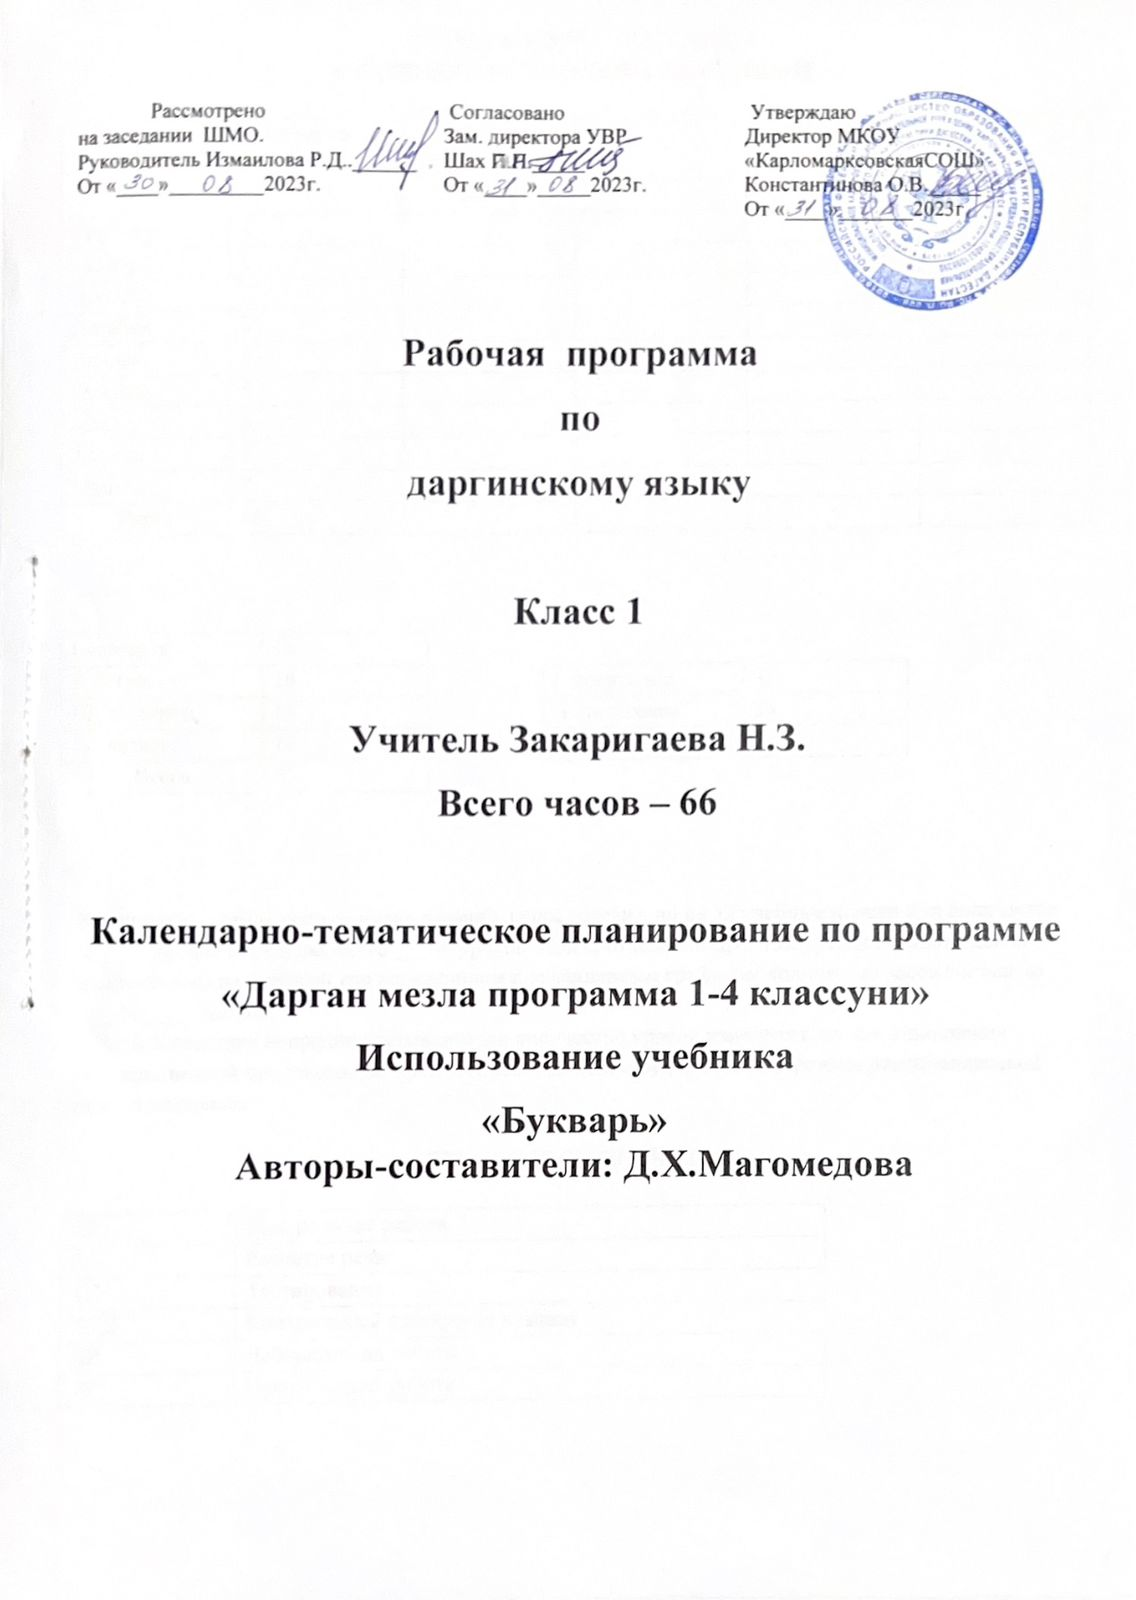 Рассмотрено
на заседании ШМО.
Руководитель Измаилова Р.Д..
От « 30 » 08 2023г.
Согласовано
Зам. директора УВР
Шах Г.Н.
От « 31 » 08 2023г.
Утверждаю
Директор МКОУ
«КарломарксовскаяСОШ»
Константинова О.В.
От « 31 » 08 2023г
Рабочая программа
по
даргинскому языку
Класс 1
Учитель Закаригаева Н.З.
Всего часов – 66
Календарно-тематическое планирование по программе
«Дарган мезла программа 1-4 классуни»
Использование учебника
«Букварь»
Авторы-составители: Д.Х.Магомедова